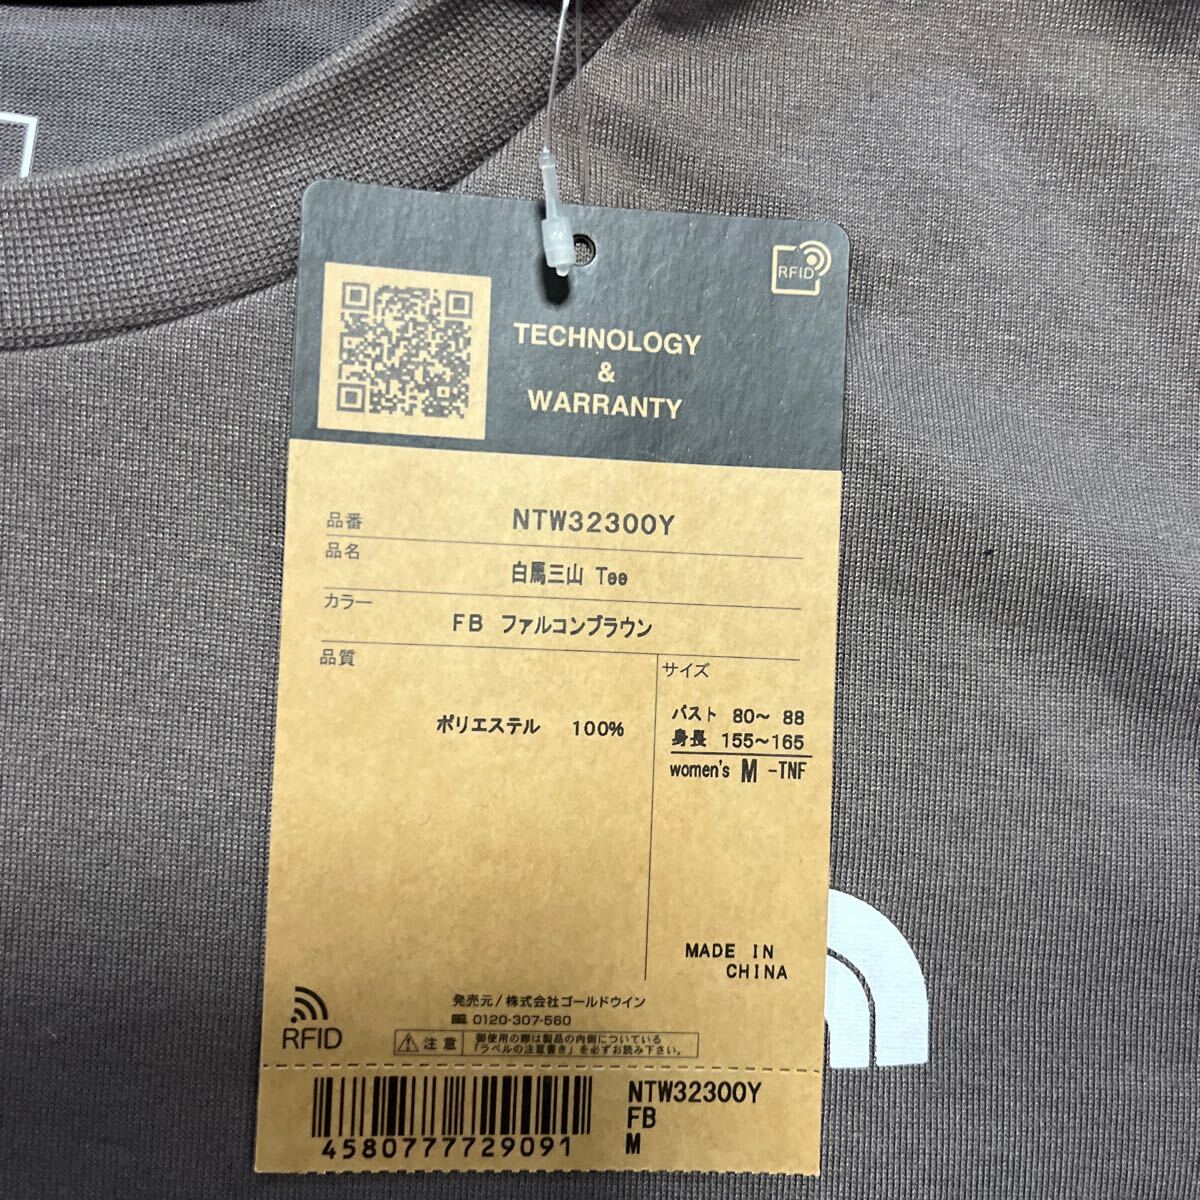 RFID
TECHNOLOGY
&
WARRANTY
品番 NTW32300Y
品名
白馬三山 Tee
カラー
FB ファルコンブラウン
品質
ポリエステル 100%
サイズ
バスト 80～ 88
身長 155～165
women's M -TNF
MADE IN
CHINA
発売元/株式会社ゴールドウイン
0120-307-560
RFID
注意
御使用の際は製品の内側についている
「ラベルの注意書き」を必ずお読み下さい。
4580777729091
NTW32300Y
FB
M